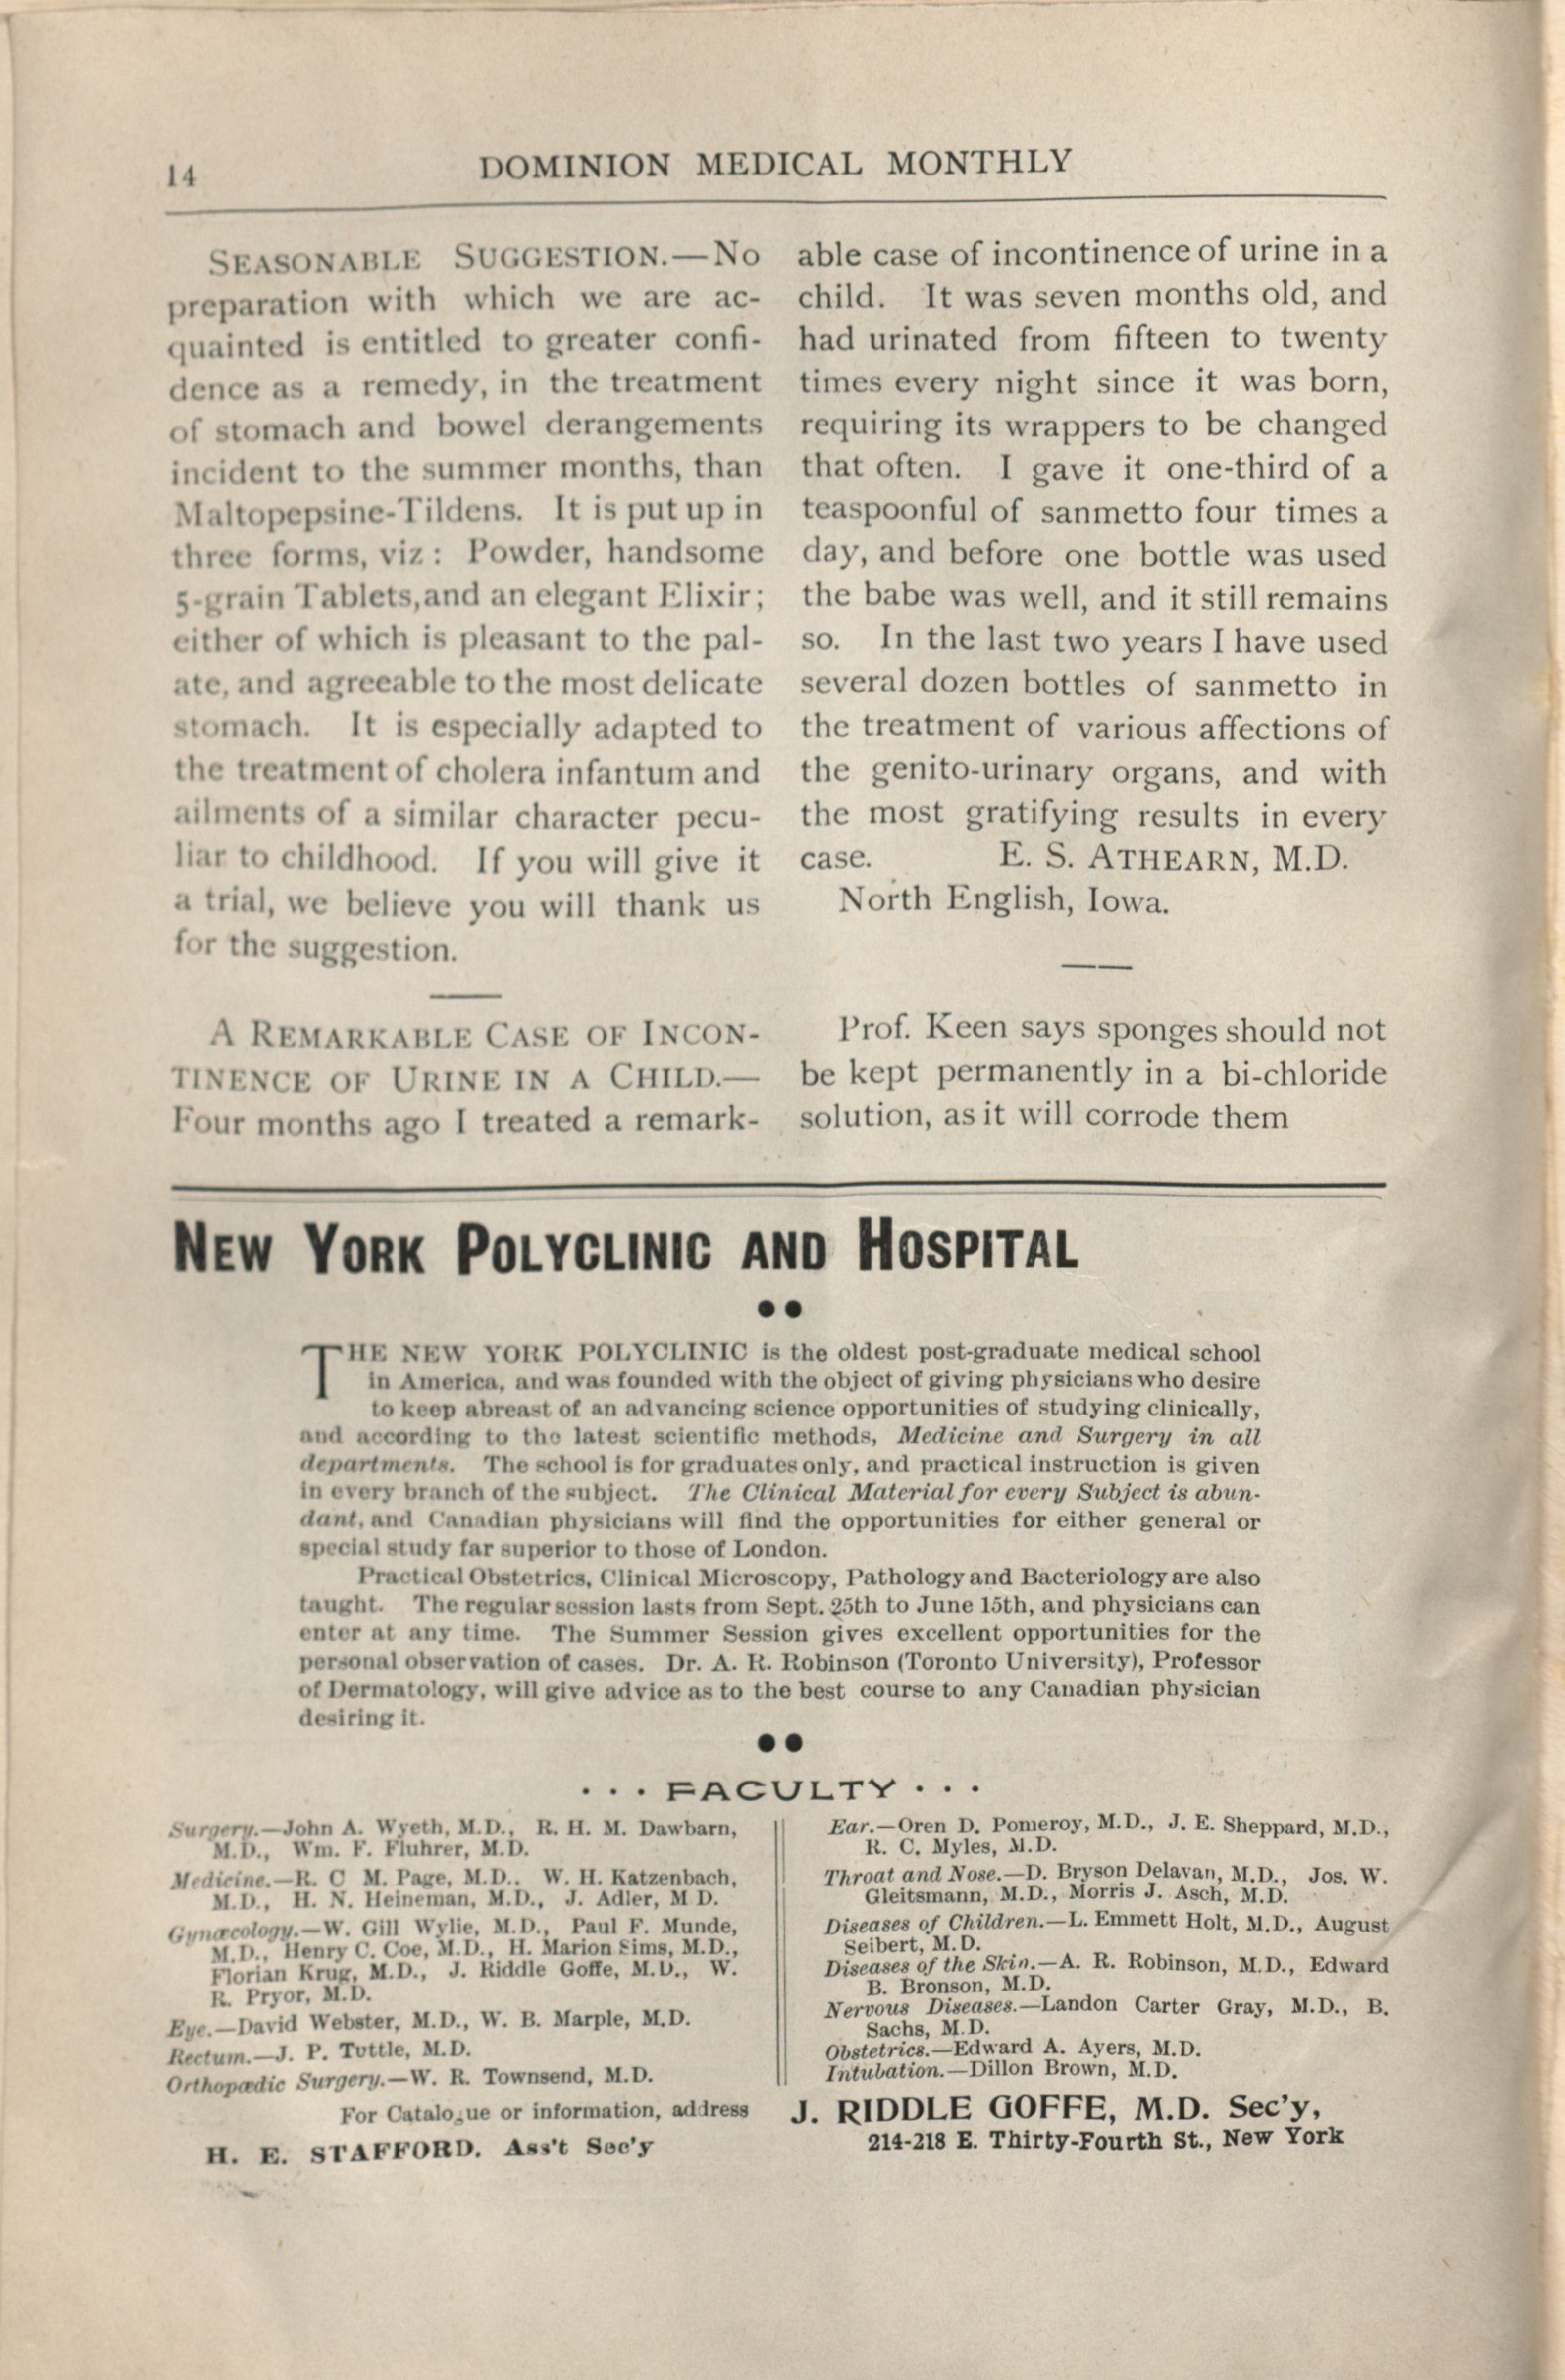 14
DOMINION MEDICAL MONTHLY
SEASONABLE SUGGESTION.—No
preparation with which we are ac-
quainted is entitled to greater confi-
dence as a remedy, in the treatment
of stomach and bowel derangements
incident to the summer months, than
Maltopepsine-Tildens. It is put up in
three forms, viz: Powder, handsome
5-grain Tablets, and an elegant Elixir;
either of which is pleasant to the pal-
ate, and agreeable to the most delicate
stomach. It is especially adapted to
the treatment of cholera infantum and
ailments of a similar character pecu-
liar to childhood. If you will give it
a trial, we believe you will thank us
for the suggestion.
A REMARKABLE CASE OF INCON-
TINENCE OF URINE IN A CHILD.—
Four months ago I treated a remark-
able case of incontinence of urine in a
child. It was seven months old, and
had urinated from fifteen to twenty
times every night since it was born,
requiring its wrappers to be changed
that often. I gave it one-third of a
teaspoonful of sanmetto four times a
day, and before one bottle was used
the babe was well, and it still remains
so. In the last two years I have used
several dozen bottles of sanmetto in
the treatment of various affections of
the genito-urinary organs, and with
the most gratifying results in every
case. E. S. ATHEARN, M.D.
North English, Iowa.
Prof. Keen says sponges should not
be kept permanently in a bi-chloride
solution, as it will corrode them
NEW YORK POLYCLINIC AND HOSPITAL
THE NEW YORK POLYCLINIC is the oldest post-graduate medical school
in America, and was founded with the object of giving physicians who desire
to keep abreast of an advancing science opportunities of studying clinically,
and according to the latest scientific methods, Medicine and Surgery in all
departments. The school is for graduates only, and practical instruction is given
in every branch of the subject. The Clinical Material for every Subject is abun-
dant, and Canadian physicians will find the opportunities for either general or
special study far superior to those of London.
Practical Obstetrics, Clinical Microscopy, Pathology and Bacteriology are also
taught. The regular session lasts from Sept. 25th to June 15th, and physicians can
enter at any time. The Summer Session gives excellent opportunities for the
personal observation of cases. Dr. A. R. Robinson (Toronto University), Professor
of Dermatology, will give advice as to the best course to any Canadian physician
desiring it.
... FACULTY ...
Surgery.—John A. Wyeth, M.D., R. H. M. Dawbarn,
M.D., Wm. F. Fluhrer, M.D.
Medicine.—R. C M. Page, M.D.. W. H. Katzenbach,
M.D., H. N. Heineman, M.D., J. Adler, M D.
Gynæcology.—W. Gill Wylie, M.D., Paul F. Munde,
M.D., Henry C. Coe, M.D., H. Marion Sims, M.D.,
Florian Krug, M.D., J. Riddle Goffe, M.D., W.
R. Pryor, M.D.
Eye.—David Webster, M.D., W. B. Marple, M.D.
Rectum.—J. P. Tuttle, M.D.
Orthopædic Surgery.—W. R. Townsend, M.D.
Ear.—Oren D. Pomeroy, M.D., J. E. Sheppard, M.D.,
R. C. Myles, M.D.
Throat and Nose.—D. Bryson Delavan, M.D., Jos. W.
Gleitsmann, M.D., Morris J. Asch, M.D.
Diseases of Children.—L. Emmett Holt, M.D., August
Seibert, M.D.
Diseases of the Skin.—A. R. Robinson, M.D., Edward
B. Bronson, M.D.
Nervous Diseases.—Landon Carter Gray, M.D., B.
Sachs, M.D.
Obstetrics.—Edward A. Ayers, M.D.
Intubation.—Dillon Brown, M.D.
For Catalogue or information, address J. RIDDLE GOFFE, M.D. Sec'y,
H. E. STAFFORD. Ass't Sec'y 214-218 E. Thirty-Fourth St., New York